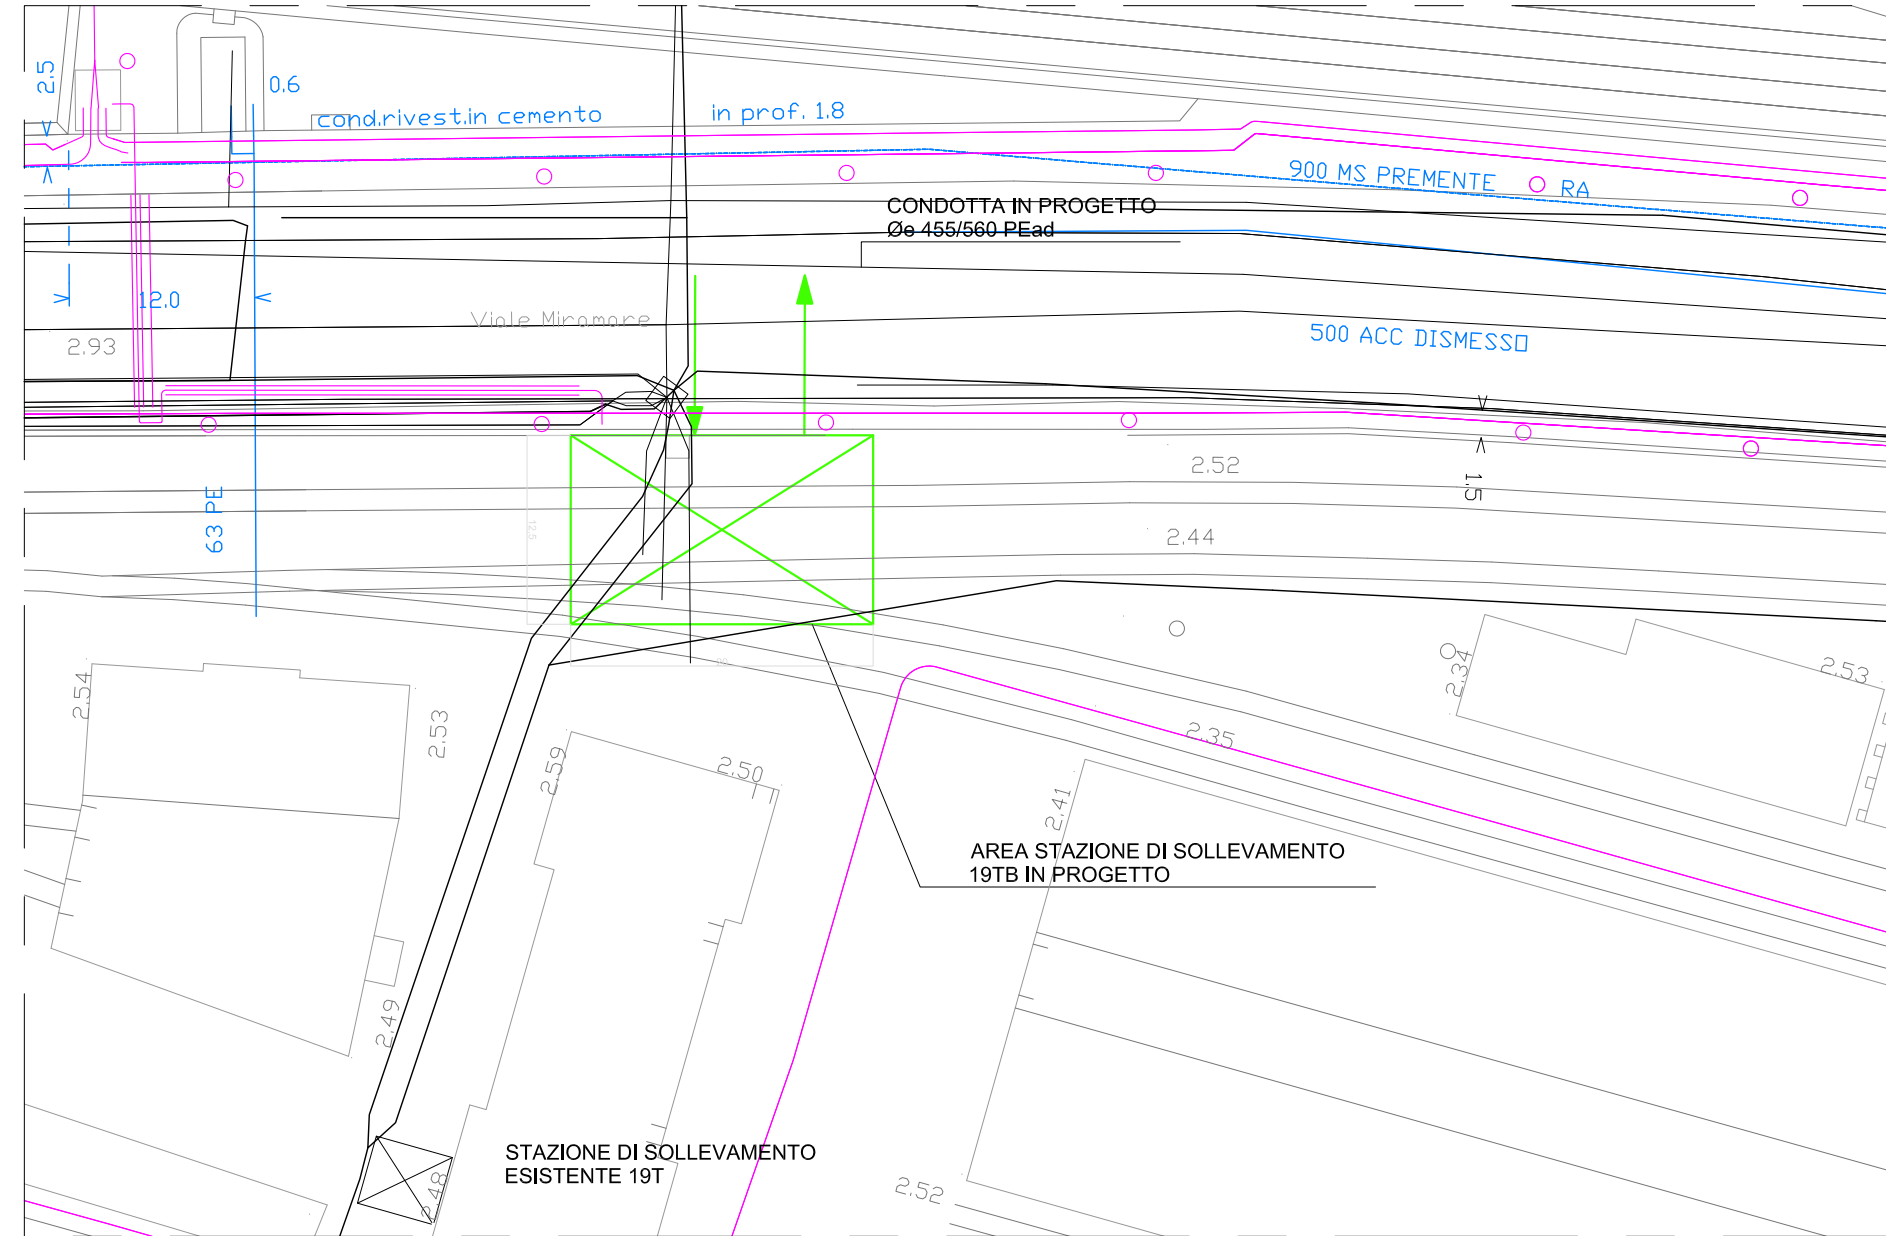 2.5
0.6
cond.rivest.in cemento
in prof. 1.8
900 MS PREMENTE
RA
CONDOTTA IN PROGETTO
Øe 455/560 PEad
12.0
Viale Miramare
2.93
500 ACC DISMESSO
2.52
1.5
63 PE
12.5
2.44
2.54
2.53
2.59
2.50
2.35
2.34
2.53
2.41
AREA STAZIONE DI SOLLEVAMENTO
19TB IN PROGETTO
2.49
STAZIONE DI SOLLEVAMENTO
ESISTENTE 19T
2.48
2.52